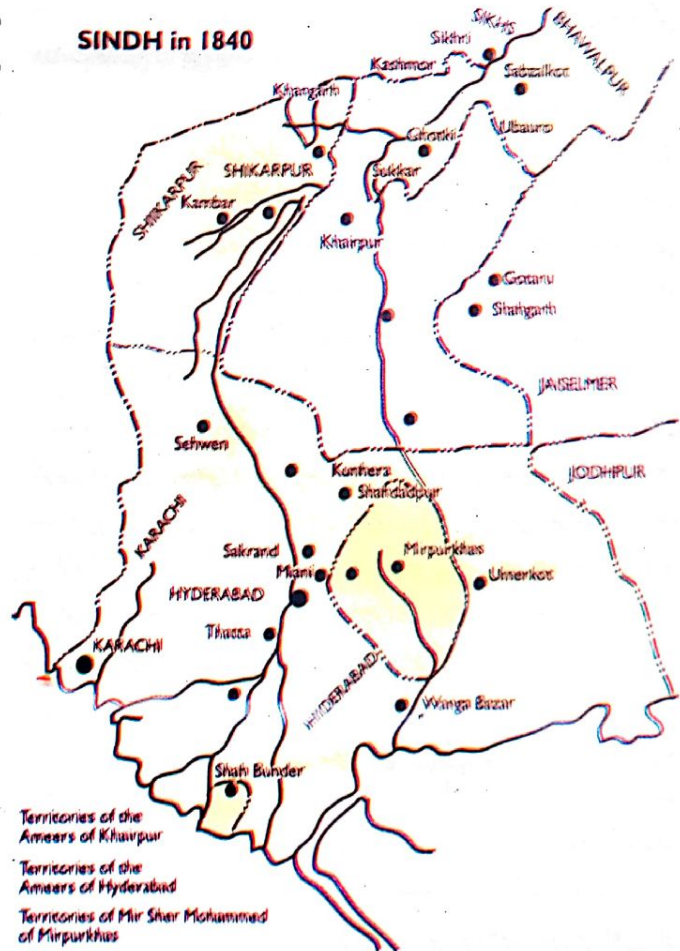 SINDH in 1840
SIKHS
BHAWALPUR
Sikhri
Kashmor
Sabzalkot
Khangarh
Ubauro
Ghotki
SHIKARPUR
Sukkar
SHIKARPUR
Kambar
Khairpur
Gotaru
Shahgarh
JAISELMER
Sehwen
Kunhera
Shahdadpur
JODHPUR
KARACHI
Sakrand
Miani
Mirpurkhas
Umerkot
HYDERABAD
Thatta
KARACHI
HYDERABAD
Wanga Bazar
Shah Bunder
Territories of the
Ameers of Khairpur
Territories of the
Ameers of Hyderabad
Territories of Mir Sher Mohammed
of Mirpurkhas